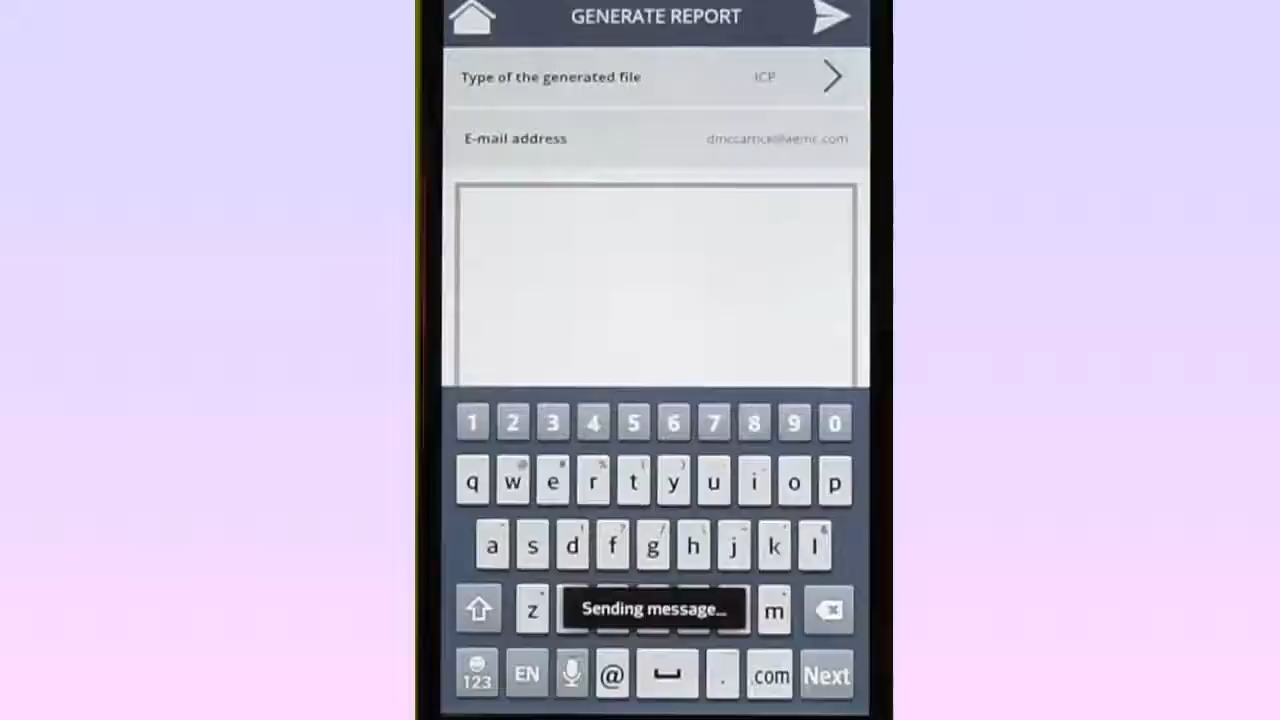 GENERATE REPORT
Type of the generated file ICP
E-mail address
1 2 3 4 5 6 7 8 9 0
q w e r t y u i o p
a s d f g h j k l
z Sending message... m
123 EN @ . .com Next